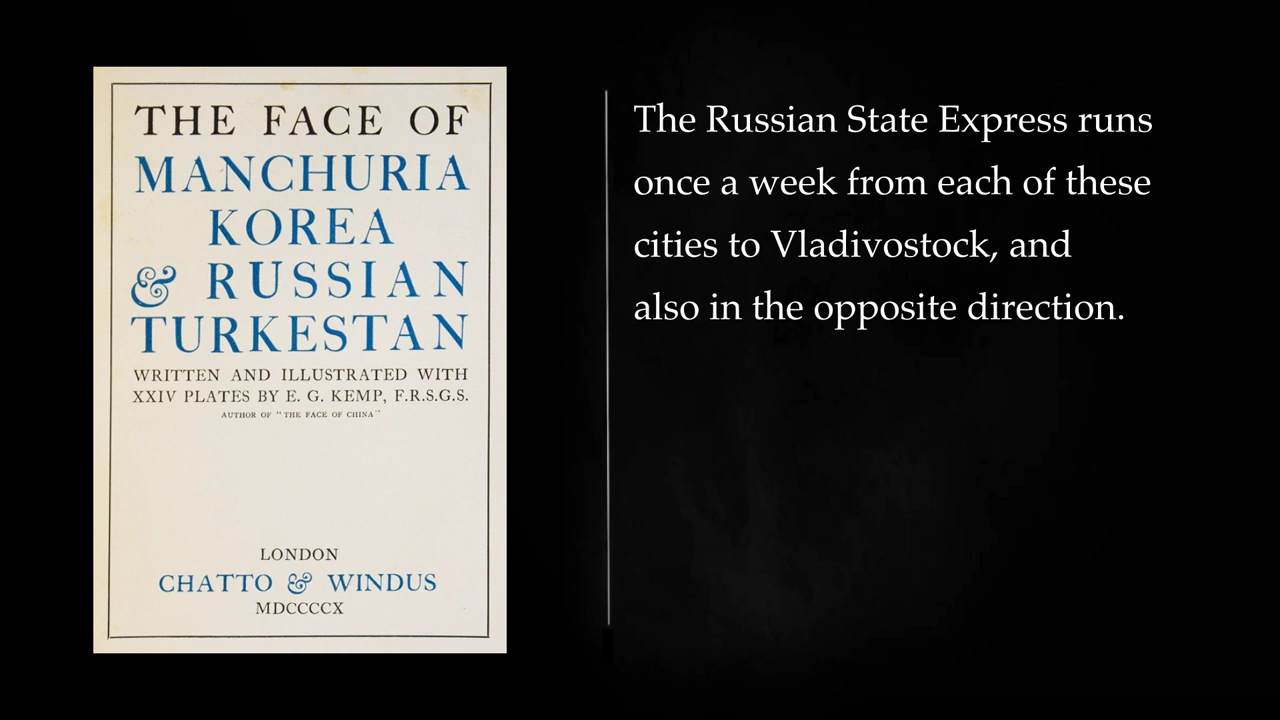 THE FACE OF
MANCHURIA
KOREA
& RUSSIAN
TURKESTAN
WRITTEN AND ILLUSTRATED WITH
XXIV PLATES BY E. G. KEMP, F.R.S.G.S.
AUTHOR OF "THE FACE OF CHINA"
LONDON
CHATTO & WINDUS
MDCCCCX
The Russian State Express runs
once a week from each of these
cities to Vladivostock, and
also in the opposite direction.